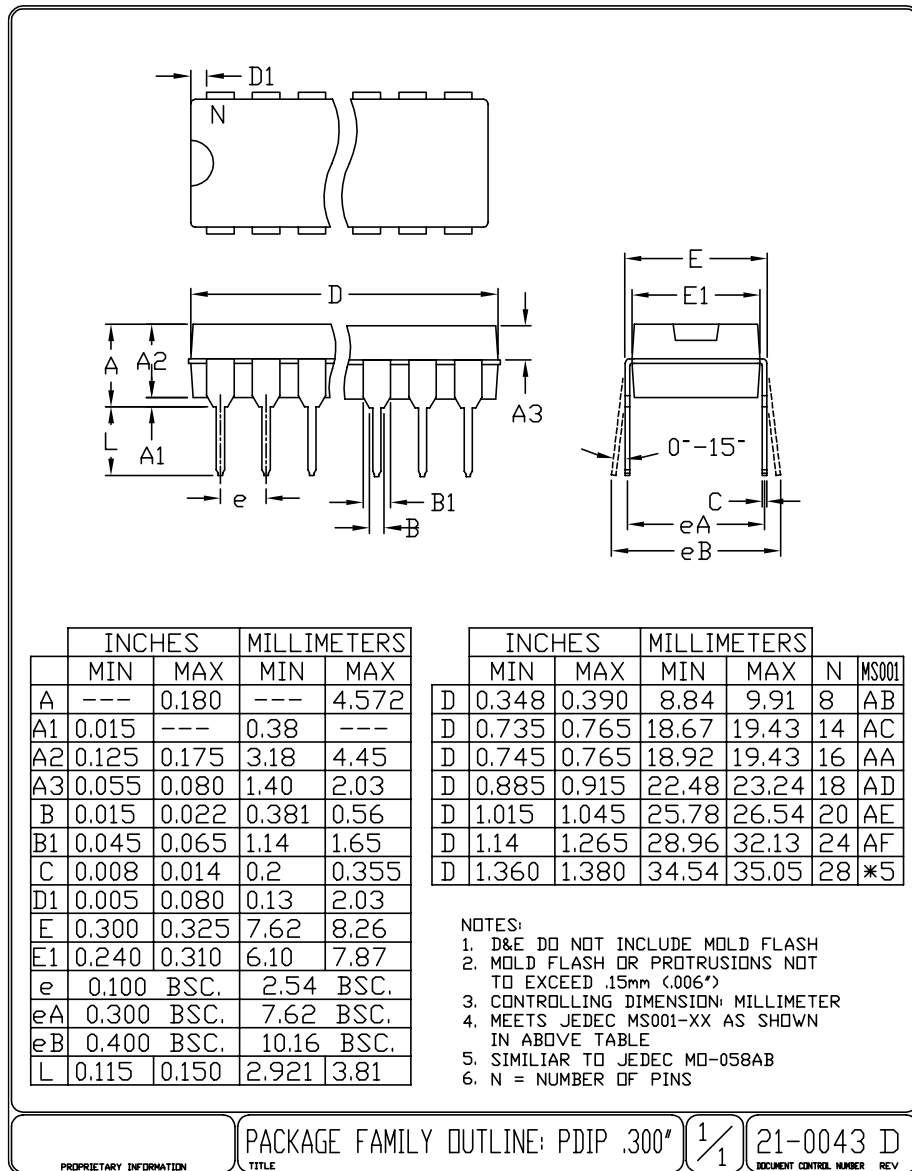 D1
N
E
E1
D
A
A2
A3
L
A1
0°-15°
e
B1
B
C
eA
eB
INCHES MILLIMETERS
MIN MAX MIN MAX
A --- 0.180 --- 4.572
A1 0.015 --- 0.38 ---
A2 0.125 0.175 3.18 4.45
A3 0.055 0.080 1.40 2.03
B 0.015 0.022 0.381 0.56
B1 0.045 0.065 1.14 1.65
C 0.008 0.014 0.2 0.355
D1 0.005 0.080 0.13 2.03
E 0.300 0.325 7.62 8.26
E1 0.240 0.310 6.10 7.87
e 0.100 BSC. 2.54 BSC.
eA 0.300 BSC. 7.62 BSC.
eB 0.400 BSC. 10.16 BSC.
L 0.115 0.150 2.921 3.81
INCHES MILLIMETERS
MIN MAX MIN MAX N MS001
D 0.348 0.390 8.84 9.91 8 AB
D 0.735 0.765 18.67 19.43 14 AC
D 0.745 0.765 18.92 19.43 16 AA
D 0.885 0.915 22.48 23.24 18 AD
D 1.015 1.045 25.78 26.54 20 AE
D 1.14 1.265 28.96 32.13 24 AF
D 1.360 1.380 34.54 35.05 28 *5
NOTES:
1. D&E DO NOT INCLUDE MOLD FLASH
2. MOLD FLASH OR PROTRUSIONS NOT
TO EXCEED .15mm (.006")
3. CONTROLLING DIMENSION: MILLIMETER
4. MEETS JEDEC MS001-XX AS SHOWN
IN ABOVE TABLE
5. SIMILIAR TO JEDEC MO-058AB
6. N = NUMBER OF PINS
PROPRIETARY INFORMATION
PACKAGE FAMILY OUTLINE: PDIP .300"
TITLE
1/1
21-0043 D
DOCUMENT CONTROL NUMBER REV